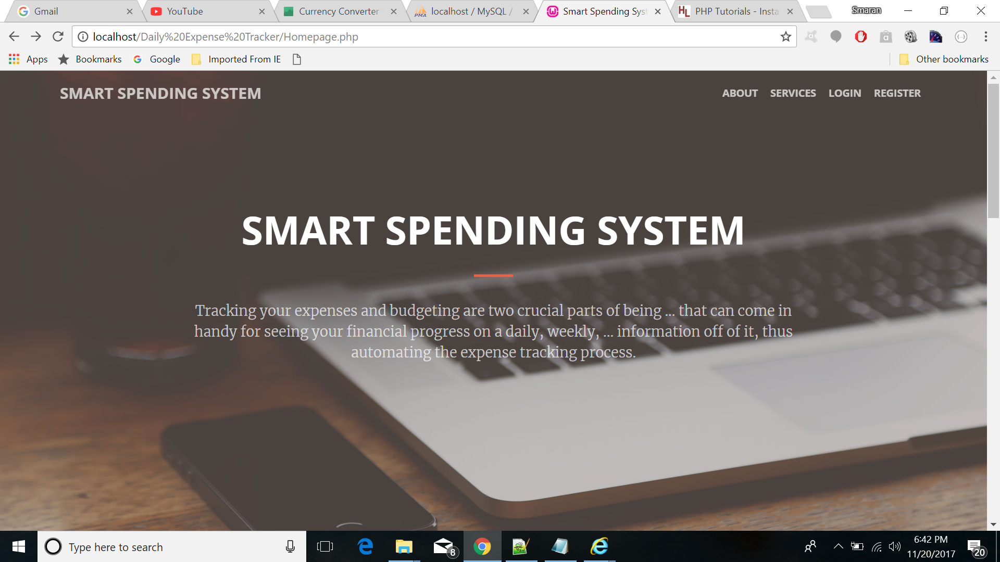 Gmail
YouTube
Currency Converter
localhost / MySQL /
Smart Spending Syst
PHP Tutorials - Insta
Smaran
localhost/Daily%20Expense%20Tracker/Homepage.php
Apps
Bookmarks
Google
Imported From IE
Other bookmarks
SMART SPENDING SYSTEM
ABOUT
SERVICES
LOGIN
REGISTER
SMART SPENDING SYSTEM
Tracking your expenses and budgeting are two crucial parts of being ... that can come in
handy for seeing your financial progress on a daily, weekly, ... information off of it, thus
automating the expense tracking process.
Type here to search
8
6:42 PM
11/20/2017
20